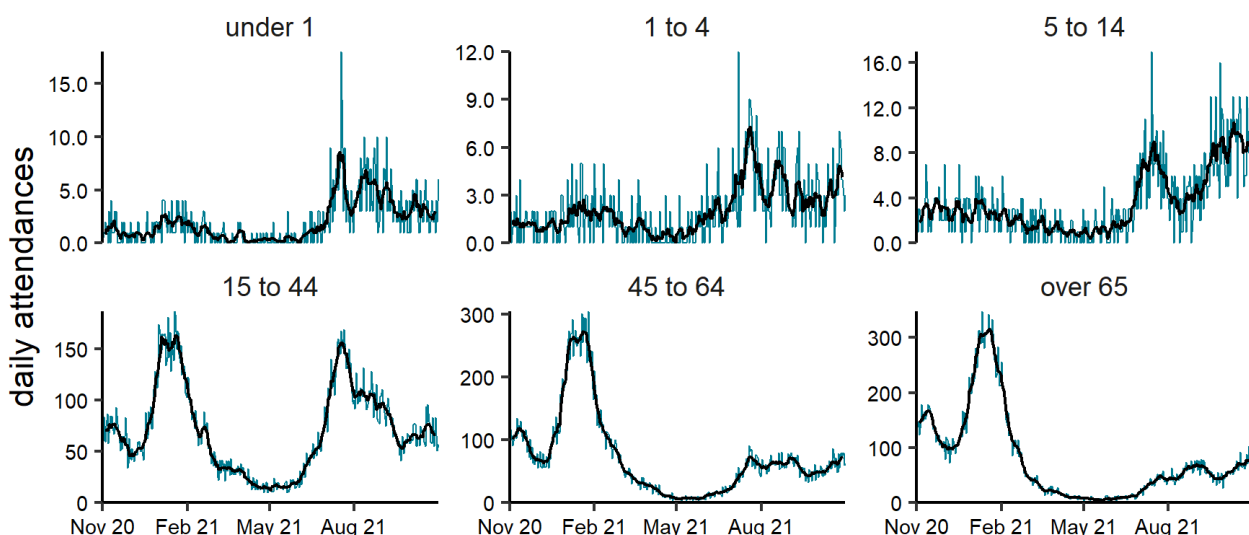 under 1
1 to 4
5 to 14
15.0
10.0
5.0
0.0
12.0
9.0
6.0
3.0
0.0
16.0
12.0
8.0
4.0
0.0
daily attendances
15 to 44
45 to 64
over 65
150
100
50
0
300
200
100
0
300
200
100
0
Nov 20 Feb 21 May 21 Aug 21
Nov 20 Feb 21 May 21 Aug 21
Nov 20 Feb 21 May 21 Aug 21